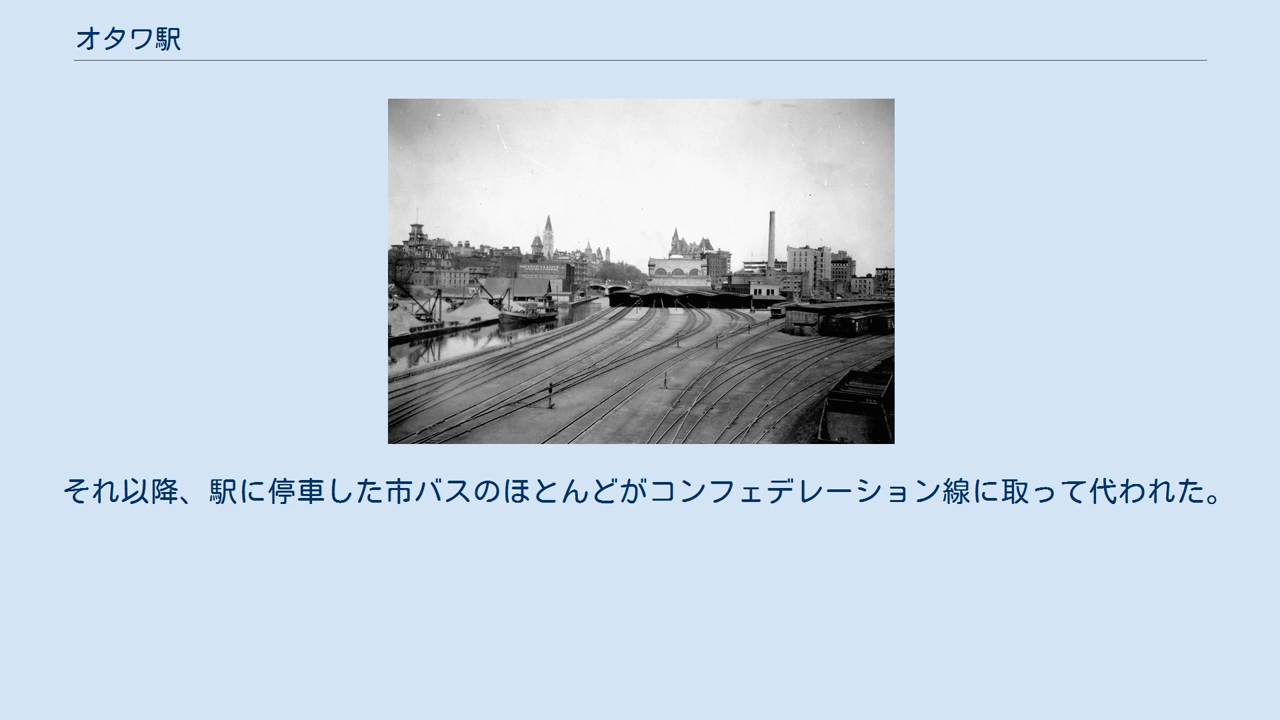 オタワ駅
それ以降、駅に停車した市バスのほとんどがコンフェデレーション線に取って代われた。